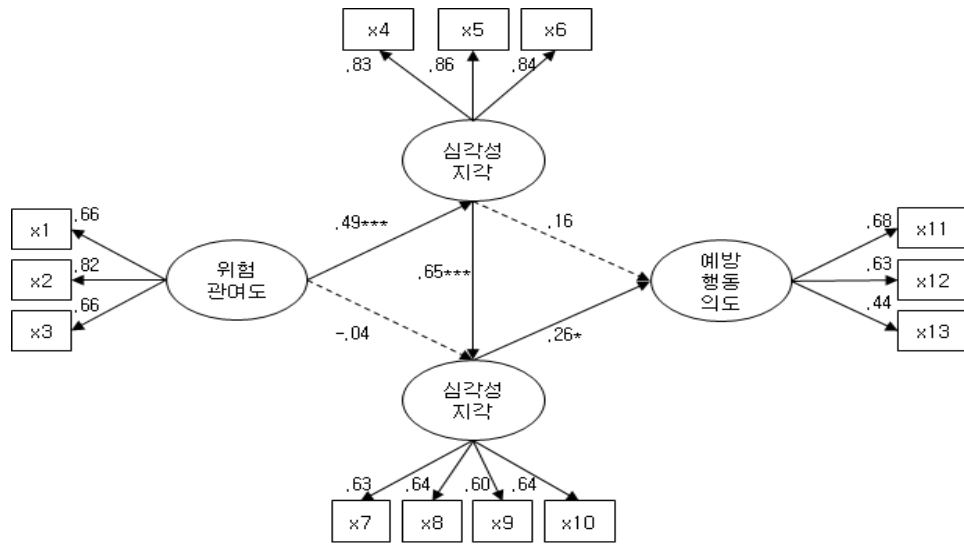 x4 x5 x6
.83 .86 .84
심각성
지각
x1 .66
x2 .82
x3 .66
위험
관여도
.49***
-.04
.65***
.16
.26*
예방
행동
의도
.68 x11
.63 x12
.44 x13
심각성
지각
.63 .64 .60 .64
x7 x8 x9 x10